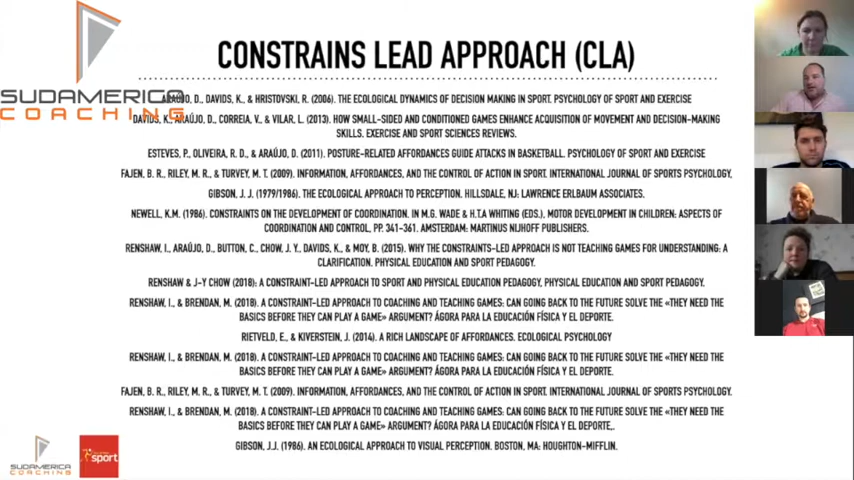 CONSTRAINS LEAD APPROACH (CLA)
SUDAMERICA
COACHING
ARAÚJO, D., DAVIDS, K., & HRISTOVSKI, R. (2006). THE ECOLOGICAL DYNAMICS OF DECISION MAKING IN SPORT. PSYCHOLOGY OF SPORT AND EXERCISE
DAVIDS, K., ARAÚJO, D., CORREIA, V., & VILAR, L. (2013). HOW SMALL-SIDED AND CONDITIONED GAMES ENHANCE ACQUISITION OF MOVEMENT AND DECISION-MAKING
SKILLS. EXERCISE AND SPORT SCIENCES REVIEWS.
ESTEVES, P., OLIVEIRA, R. D., & ARAÚJO, D. (2011). POSTURE-RELATED AFFORDANCES GUIDE ATTACKS IN BASKETBALL. PSYCHOLOGY OF SPORT AND EXERCISE
FAJEN, B. R., RILEY, M. R., & TURVEY, M. T. (2009). INFORMATION, AFFORDANCES, AND THE CONTROL OF ACTION IN SPORT. INTERNATIONAL JOURNAL OF SPORTS PSYCHOLOGY,
GIBSON, J. J. (1979/1986). THE ECOLOGICAL APPROACH TO PERCEPTION. HILLSDALE, NJ: LAWRENCE ERLBAUM ASSOCIATES.
NEWELL, K.M. (1986). CONSTRAINTS ON THE DEVELOPMENT OF COORDINATION. IN M.G. WADE & H.T.A WHITING (EDS.), MOTOR DEVELOPMENT IN CHILDREN: ASPECTS OF
COORDINATION AND CONTROL, PP. 341-361. AMSTERDAM: MARTINUS NIJHOFF PUBLISHERS.
RENSHAW, I., ARAÚJO, D., BUTTON, C., CHOW, J. Y., DAVIDS, K., & MOY, B. (2015). WHY THE CONSTRAINTS-LED APPROACH IS NOT TEACHING GAMES FOR UNDERSTANDING: A
CLARIFICATION. PHYSICAL EDUCATION AND SPORT PEDAGOGY.
RENSHAW & J-Y CHOW (2018): A CONSTRAINT-LED APPROACH TO SPORT AND PHYSICAL EDUCATION PEDAGOGY, PHYSICAL EDUCATION AND SPORT PEDAGOGY.
RENSHAW, I., & BRENDAN, M. (2018). A CONSTRAINT-LED APPROACH TO COACHING AND TEACHING GAMES: CAN GOING BACK TO THE FUTURE SOLVE THE «THEY NEED THE
BASICS BEFORE THEY CAN PLAY A GAME» ARGUMENT? ÁGORA PARA LA EDUCACIÓN FÍSICA Y EL DEPORTE.
RIETVELD, E., & KIVERSTEIN, J. (2014). A RICH LANDSCAPE OF AFFORDANCES. ECOLOGICAL PSYCHOLOGY
RENSHAW, I., & BRENDAN, M. (2018). A CONSTRAINT-LED APPROACH TO COACHING AND TEACHING GAMES: CAN GOING BACK TO THE FUTURE SOLVE THE «THEY NEED THE
BASICS BEFORE THEY CAN PLAY A GAME» ARGUMENT? ÁGORA PARA LA EDUCACIÓN FÍSICA Y EL DEPORTE.
FAJEN, B. R., RILEY, M. R., & TURVEY, M. T. (2009). INFORMATION, AFFORDANCES, AND THE CONTROL OF ACTION IN SPORT. INTERNATIONAL JOURNAL OF SPORTS PSYCHOLOGY.
RENSHAW, I., & BRENDAN, M. (2018). A CONSTRAINT-LED APPROACH TO COACHING AND TEACHING GAMES: CAN GOING BACK TO THE FUTURE SOLVE THE «THEY NEED THE
BASICS BEFORE THEY CAN PLAY A GAME» ARGUMENT? ÁGORA PARA LA EDUCACIÓN FÍSICA Y EL DEPORTE,.
GIBSON, J.J. (1986). AN ECOLOGICAL APPROACH TO VISUAL PERCEPTION. BOSTON, MA: HOUGHTON-MIFFLIN.
SUDAMERICA
COACHING
sport